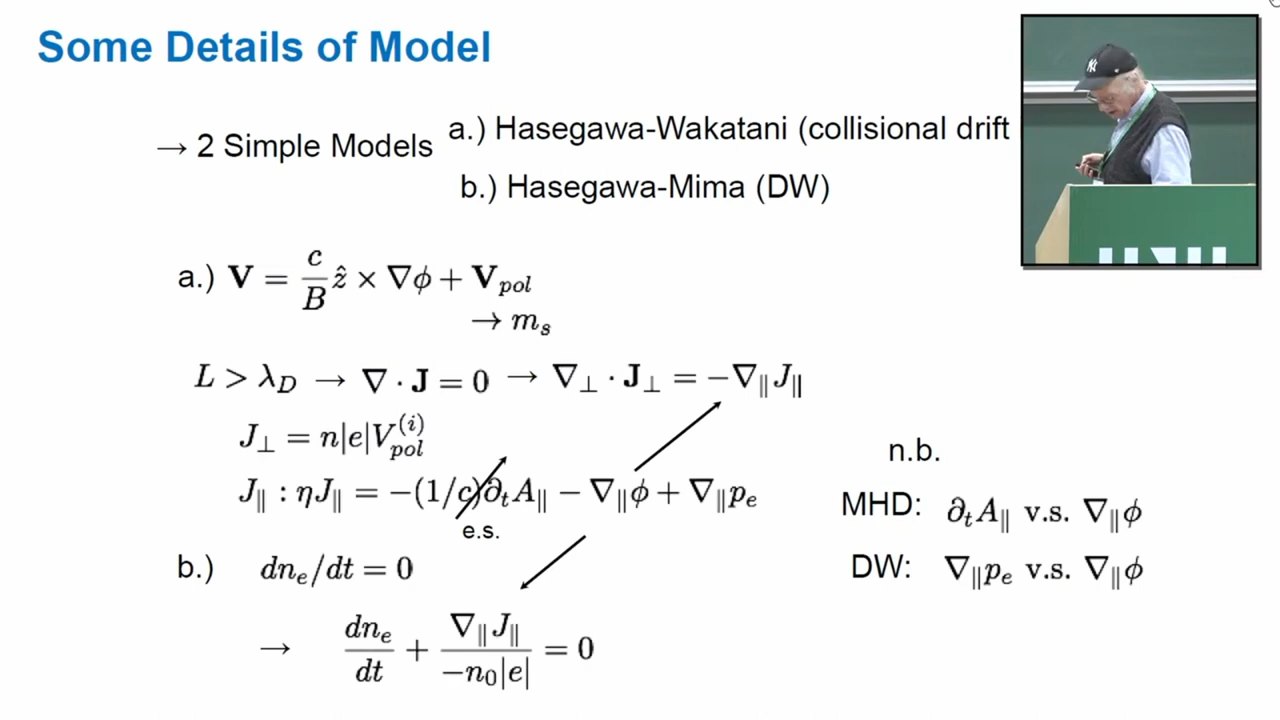 Some Details of Model
→ 2 Simple Models
a.) Hasegawa-Wakatani (collisional drift
b.) Hasegawa-Mima (DW)
a.) V = c/B ẑ × ∇ϕ + V_pol
→ m_s
L > λ_D → ∇ · J = 0 → ∇_⊥ · J_⊥ = −∇_∥ J_∥
J_⊥ = n|e|V_pol^(i)
J_∥ : ηJ_∥ = −(1/c)∂_t A_∥ − ∇_∥ϕ + ∇_∥p_e
e.s.
b.) dn_e/dt = 0
→ dn_e/dt + ∇_∥ J_∥/−n_0|e| = 0
n.b.
MHD: ∂_t A_∥ v.s. ∇_∥ϕ
DW: ∇_∥p_e v.s. ∇_∥ϕ
NY